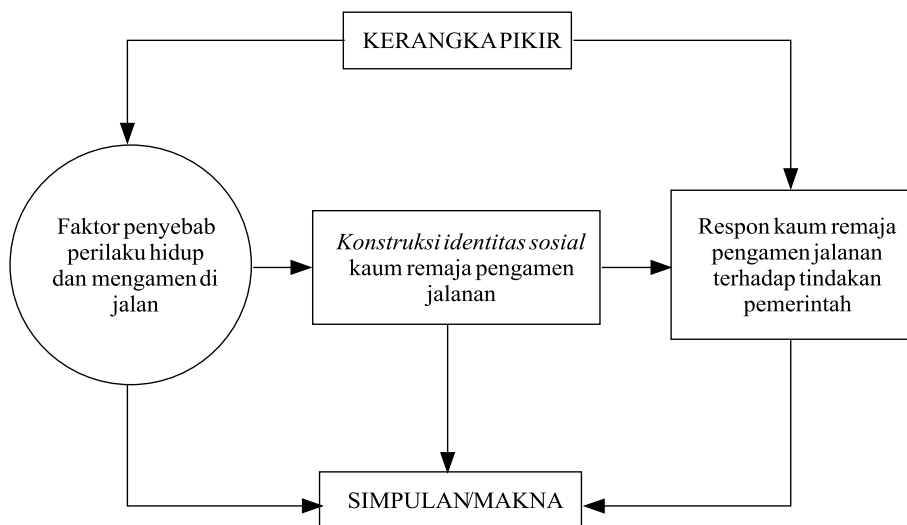 KERANGKA PIKIR
Faktor penyebab
perilaku hidup
dan mengamen di
jalan
Konstruksi identitas sosial
kaum remaja pengamen
jalanan
Respon kaum remaja
pengamen jalanan
terhadap tindakan
pemerintah
SIMPULAN/MAKNA